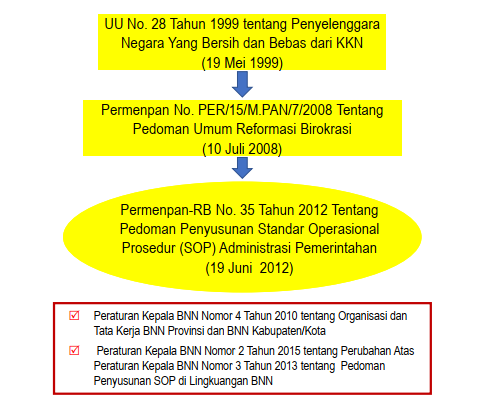 UU No. 28 Tahun 1999 tentang Penyelenggara
Negara Yang Bersih dan Bebas dari KKN
(19 Mei 1999)
Permenpan No. PER/15/M.PAN/7/2008 Tentang
Pedoman Umum Reformasi Birokrasi
(10 Juli 2008)
Permenpan-RB No. 35 Tahun 2012 Tentang
Pedoman Penyusunan Standar Operasional
Prosedur (SOP) Administrasi Pemerintahan
(19 Juni 2012)
Peraturan Kepala BNN Nomor 4 Tahun 2010 tentang Organisasi dan
Tata Kerja BNN Provinsi dan BNN Kabupaten/Kota
Peraturan Kepala BNN Nomor 2 Tahun 2015 tentang Perubahan Atas
Peraturan Kepala BNN Nomor 3 Tahun 2013 tentang Pedoman
Penyusunan SOP di Lingkuangan BNN